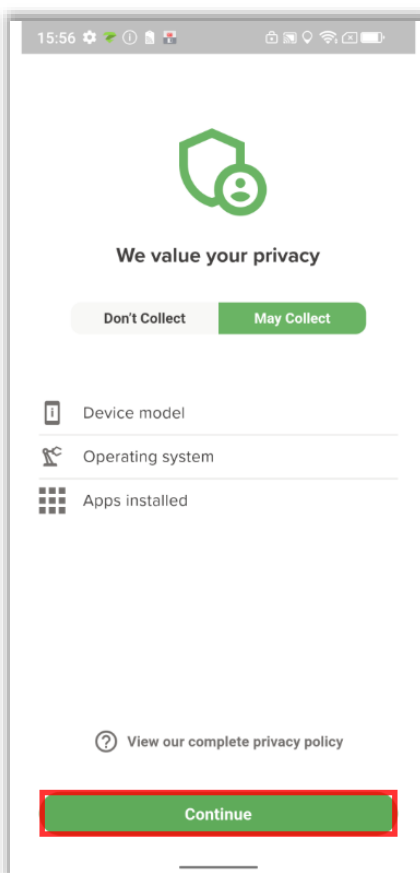 15:56
We value your privacy
Don't Collect May Collect
Device model
Operating system
Apps installed
View our complete privacy policy
Continue